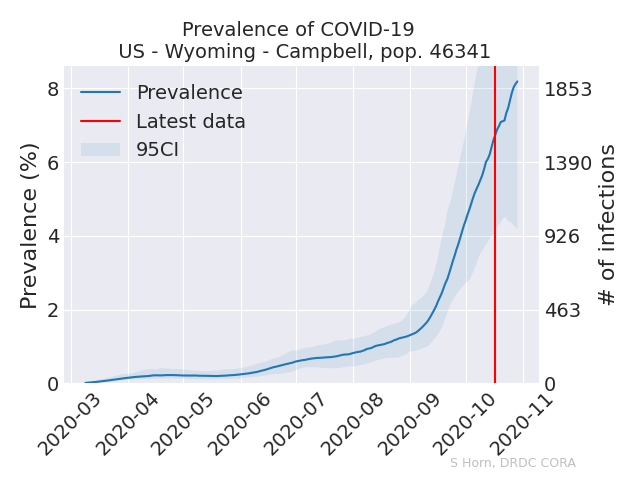 Prevalence of COVID-19
US - Wyoming - Campbell, pop. 46341
Prevalence
Latest data
95CI
Prevalence (%)
8
6
4
2
0
1853
1390
926
463
0
# of infections
2020-03
2020-04
2020-05
2020-06
2020-07
2020-08
2020-09
2020-10
2020-11
S Horn, DRDC CORA